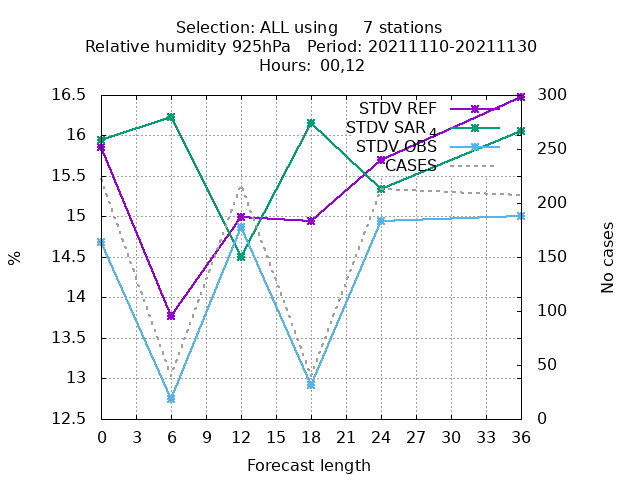 Selection: ALL using 7 stations
Relative humidity 925hPa Period: 20211110-20211130
Hours: 00,12
STDV REF
STDV SAR4
STDV OBS
CASES
16.5
16
15.5
15
14.5
14
13.5
13
12.5
%
300
250
200
150
100
50
0
No cases
0 3 6 9 12 15 18 21 24 27 30 33 36
Forecast length